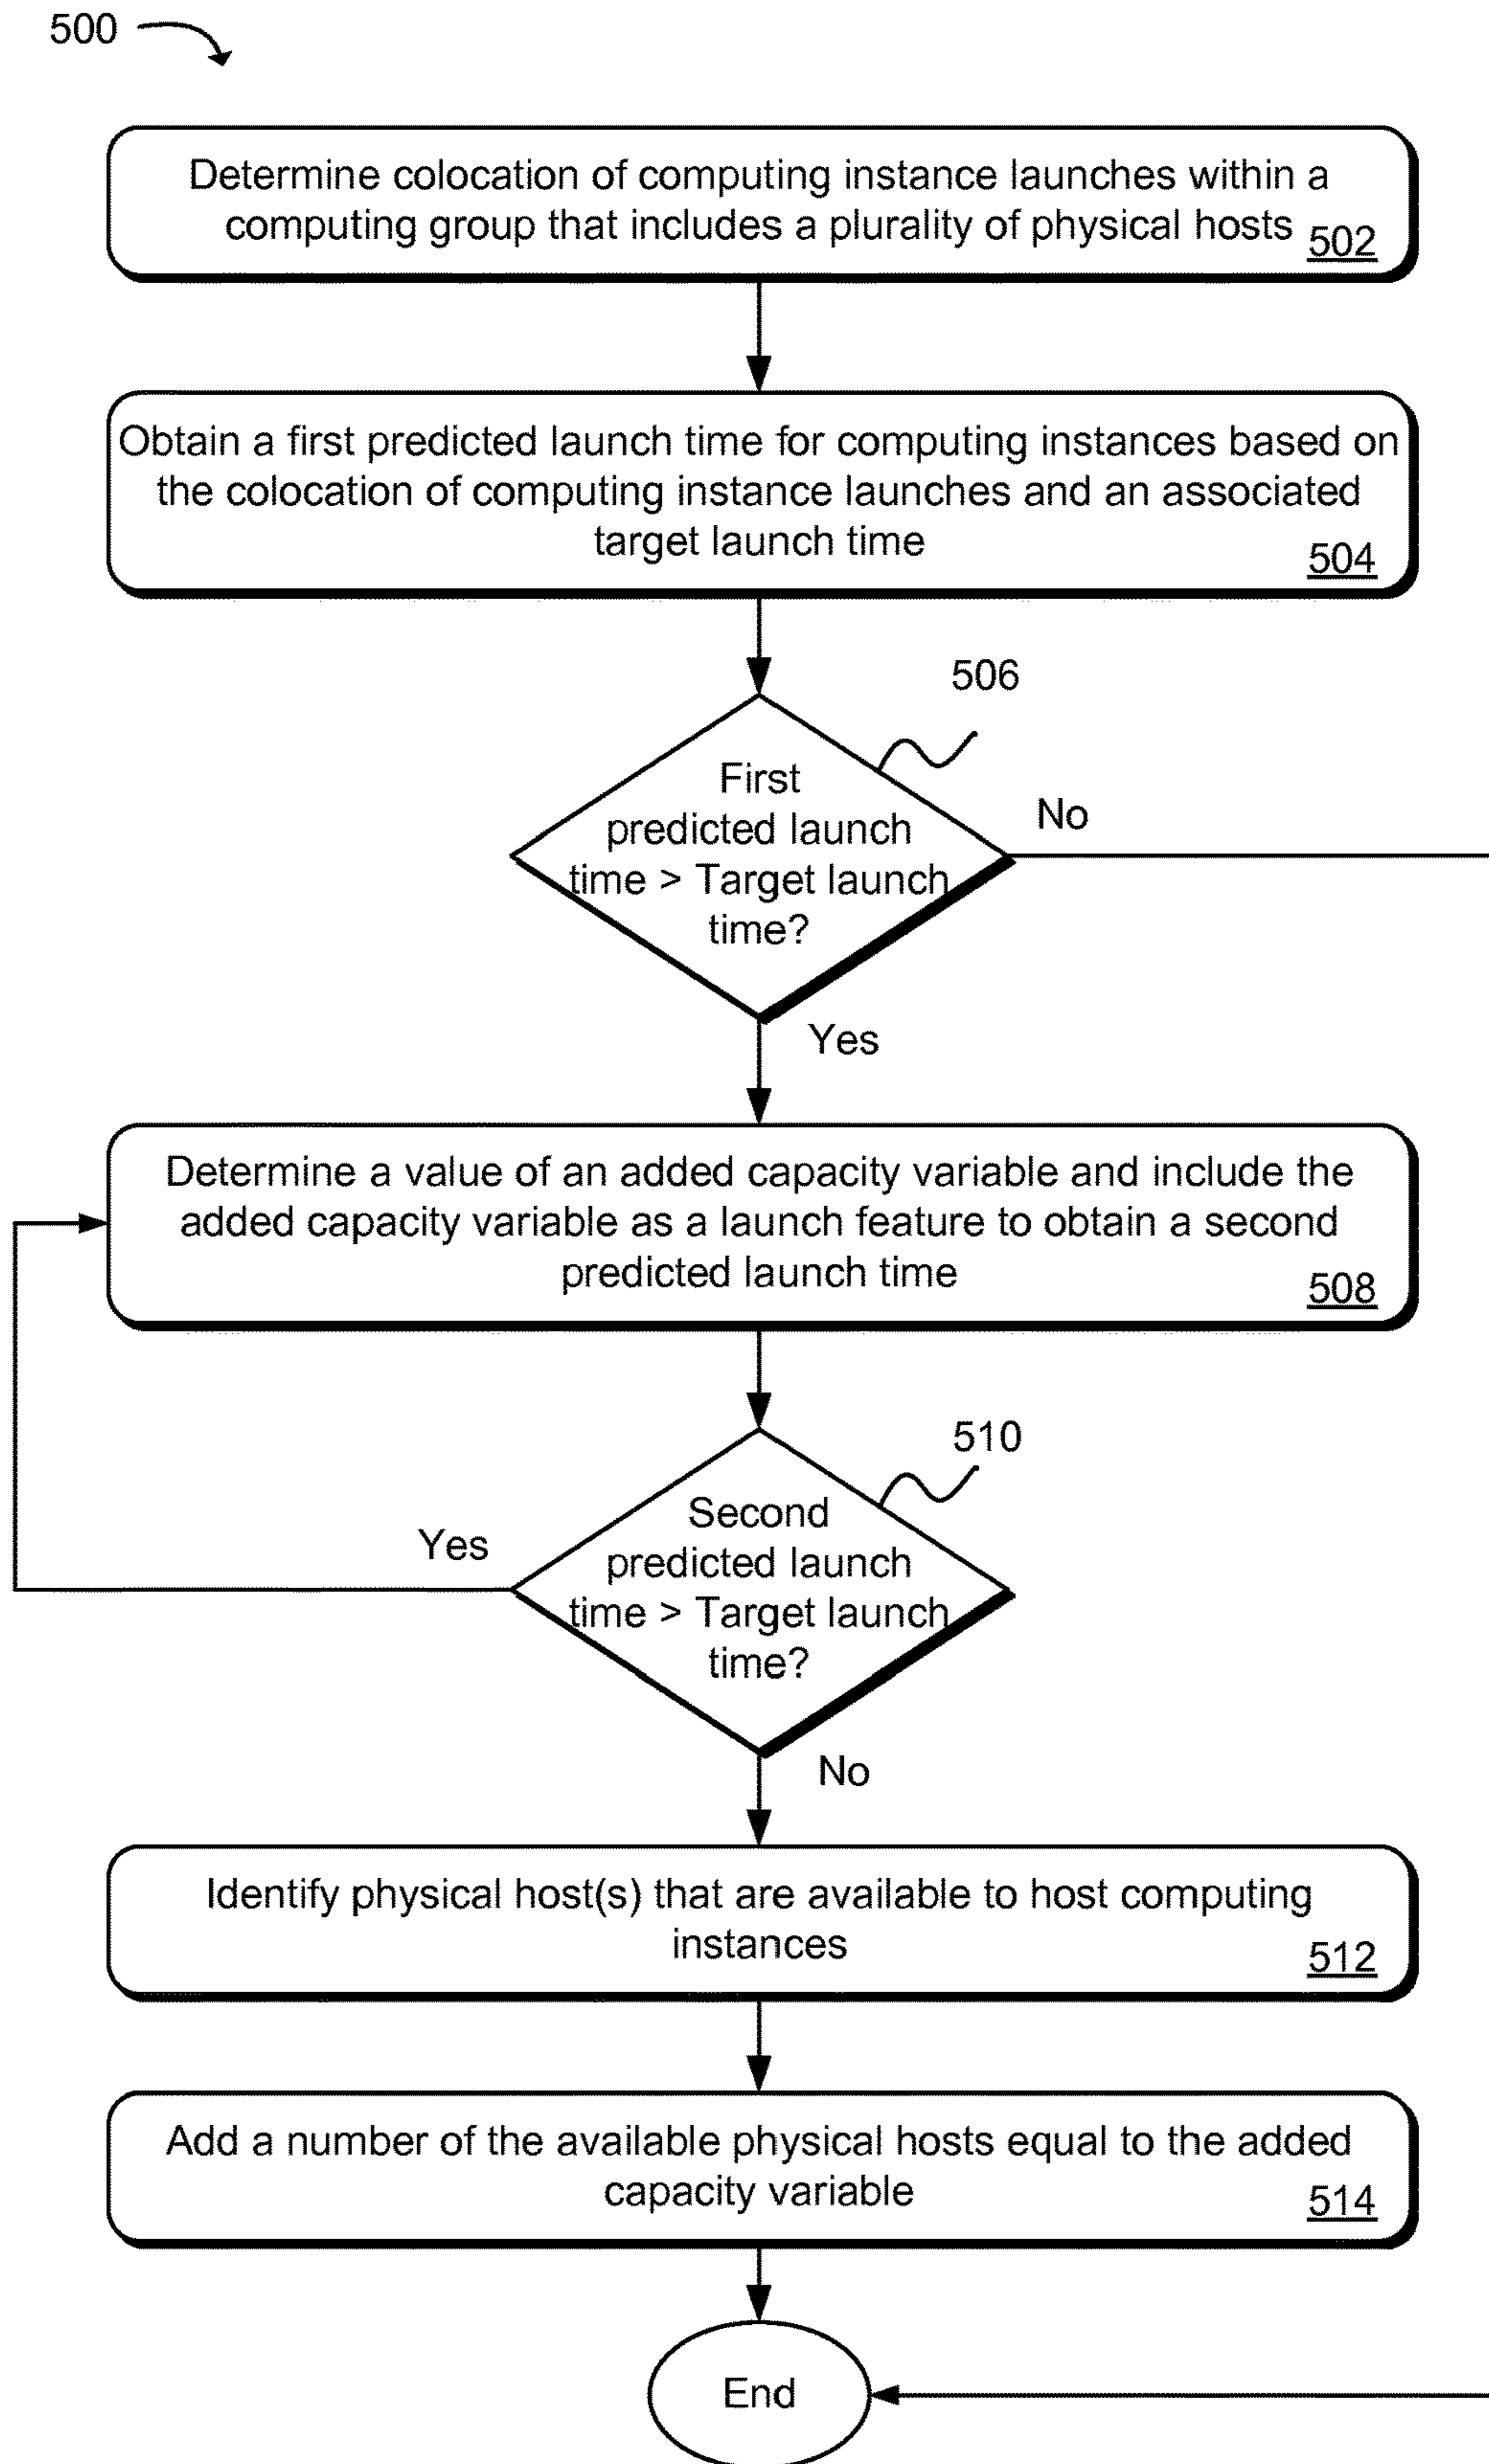 500
Determine colocation of computing instance launches within a
computing group that includes a plurality of physical hosts
502
Obtain a first predicted launch time for computing instances based on
the colocation of computing instance launches and an associated
target launch time
504
506
First
predicted launch
time > Target launch
time?
No
Yes
Determine a value of an added capacity variable and include the
added capacity variable as a launch feature to obtain a second
predicted launch time
508
510
Second
predicted launch
time > Target launch
time?
Yes
No
Identify physical host(s) that are available to host computing
instances
512
Add a number of the available physical hosts equal to the added
capacity variable
514
End